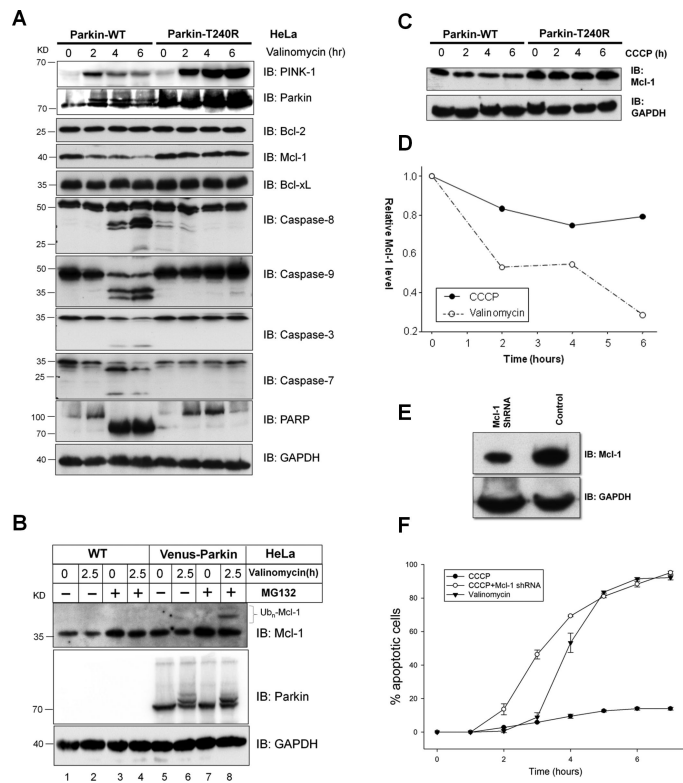 A
Parkin-WT Parkin-T240R HeLa
KD 0 2 4 6 0 2 4 6 Valinomycin (hr)
70 IB: PINK-1
70 IB: Parkin
25 IB: Bcl-2
40 IB: Mcl-1
35 IB: Bcl-xL
50
25 IB: Caspase-8
50
40
35 IB: Caspase-9
35
25 IB: Caspase-3
35
25 IB: Caspase-7
100
70 IB: PARP
40 IB: GAPDH
B
WT Venus-Parkin HeLa
0 2.5 0 2.5 0 2.5 0 2.5 Valinomycin(h)
KD − − + + − − + + MG132
Ubn-Mcl-1
35 IB: Mcl-1
70 IB: Parkin
40 IB: GAPDH
1 2 3 4 5 6 7 8
C
Parkin-WT Parkin-T240R
0 2 4 6 0 2 4 6 CCCP (h)
IB:
Mcl-1
IB:
GAPDH
D
Relative Mcl-1
level
1.0
0.8
0.6
0.4
0.2
CCCP
Valinomycin
0 1 2 3 4 5 6
Time (hours)
E
Mcl-1
ShRNA
Control
IB: Mcl-1
IB: GAPDH
F
% apoptotic cells
100
80
60
40
20
0
CCCP
CCCP+Mcl-1 shRNA
Valinomycin
0 2 4 6
Time (hours)